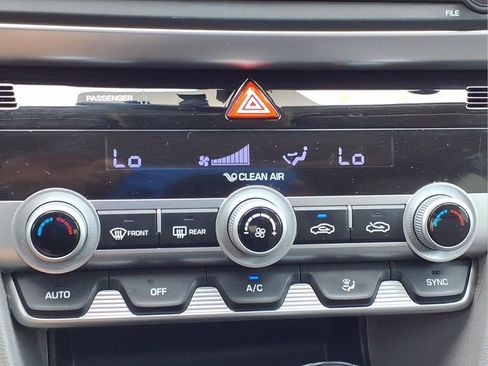 FILE
PASSENGER
Lo Lo
CLEAN AIR
FRONT REAR
AUTO OFF A/C SYNC